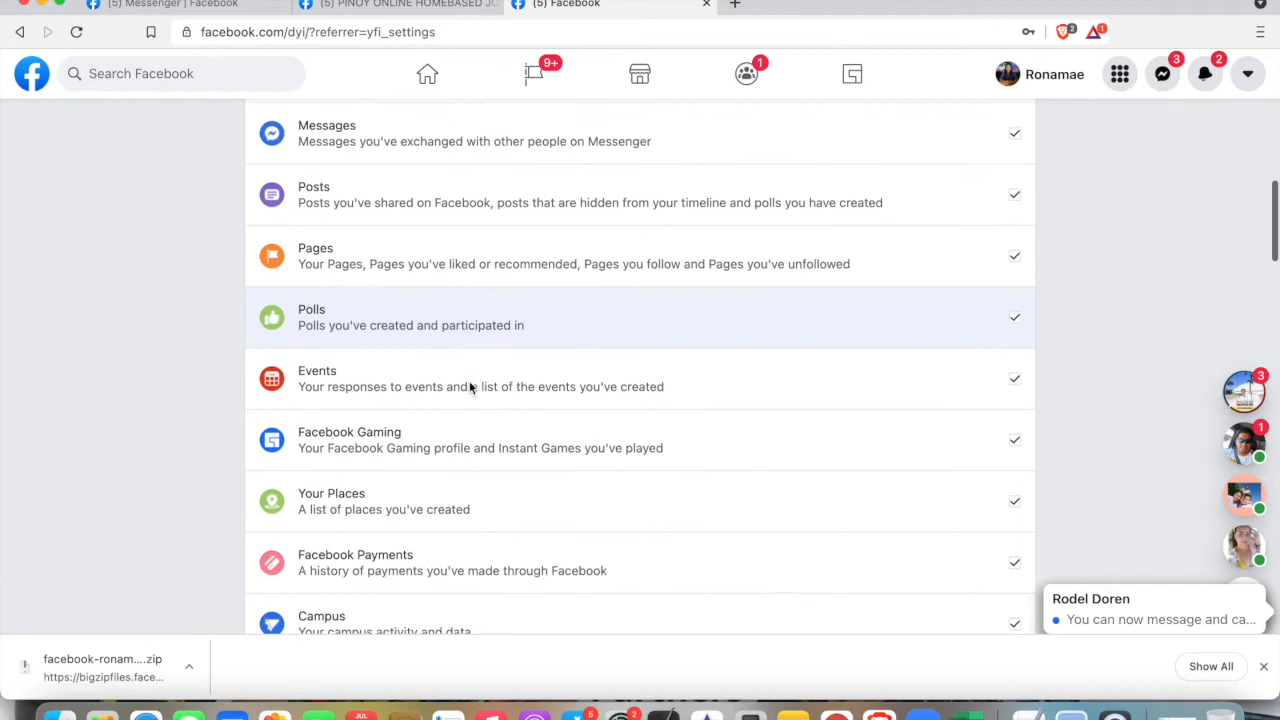 (5) Messenger | Facebook
(5) PINOY ONLINE HOMEBASED JO
(5) Facebook
facebook.com/dyi/?referrer=yfi_settings
2
1
Search Facebook
9+
1
Ronamae
3
2
Messages
Messages you've exchanged with other people on Messenger
Posts
Posts you've shared on Facebook, posts that are hidden from your timeline and polls you have created
Pages
Your Pages, Pages you've liked or recommended, Pages you follow and Pages you've unfollowed
Polls
Polls you've created and participated in
Events
Your responses to events and list of the events you've created
Facebook Gaming
Your Facebook Gaming profile and Instant Games you've played
Your Places
A list of places you've created
Facebook Payments
A history of payments you've made through Facebook
Campus
Your campus activity and data
3
1
Rodel Doren
You can now message and ca...
facebook-ronam....zip
https://bigzipfiles.face...
Show All
JUL
5
2